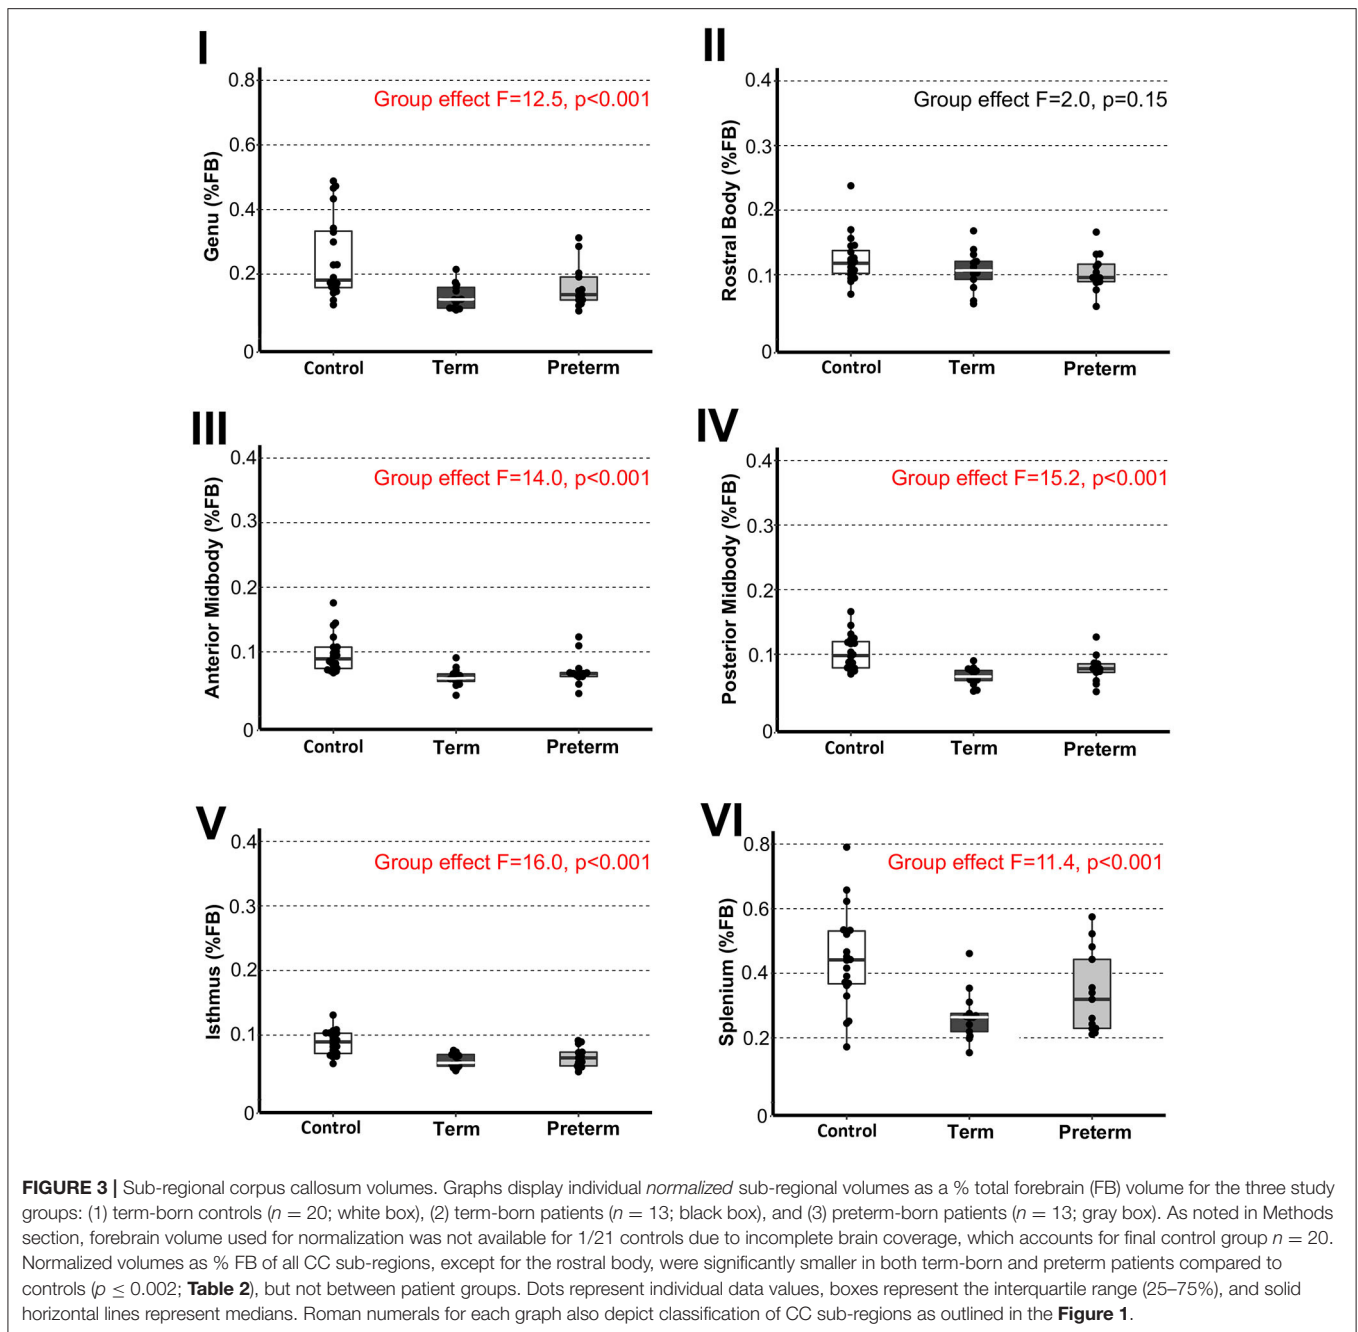 I
0.8
Group effect F=12.5, p<0.001
0.6
0.4
0.2
0
Genu (%FB)
Control Term Preterm
II
0.4
Group effect F=2.0, p=0.15
0.3
0.2
0.1
0
Rostral Body (%FB)
Control Term Preterm
III
0.4
Group effect F=14.0, p<0.001
0.3
0.2
0.1
0
Anterior Midbody (%FB)
Control Term Preterm
IV
0.4
Group effect F=15.2, p<0.001
0.3
0.2
0.1
0
Posterior Midbody (%FB)
Control Term Preterm
V
0.4
Group effect F=16.0, p<0.001
0.3
0.2
0.1
0
Isthmus (%FB)
Control Term Preterm
VI
0.8
Group effect F=11.4, p<0.001
0.6
0.4
0.2
0
Splenium (%FB)
Control Term Preterm
FIGURE 3 | Sub-regional corpus callosum volumes. Graphs display individual normalized sub-regional volumes as a % total forebrain (FB) volume for the three study
groups: (1) term-born controls (n = 20; white box), (2) term-born patients (n = 13; black box), and (3) preterm-born patients (n = 13; gray box). As noted in Methods
section, forebrain volume used for normalization was not available for 1/21 controls due to incomplete brain coverage, which accounts for final control group n = 20.
Normalized volumes as % FB of all CC sub-regions, except for the rostral body, were significantly smaller in both term-born and preterm patients compared to
controls (p ≤ 0.002; Table 2), but not between patient groups. Dots represent individual data values, boxes represent the interquartile range (25–75%), and solid
horizontal lines represent medians. Roman numerals for each graph also depict classification of CC sub-regions as outlined in the Figure 1.